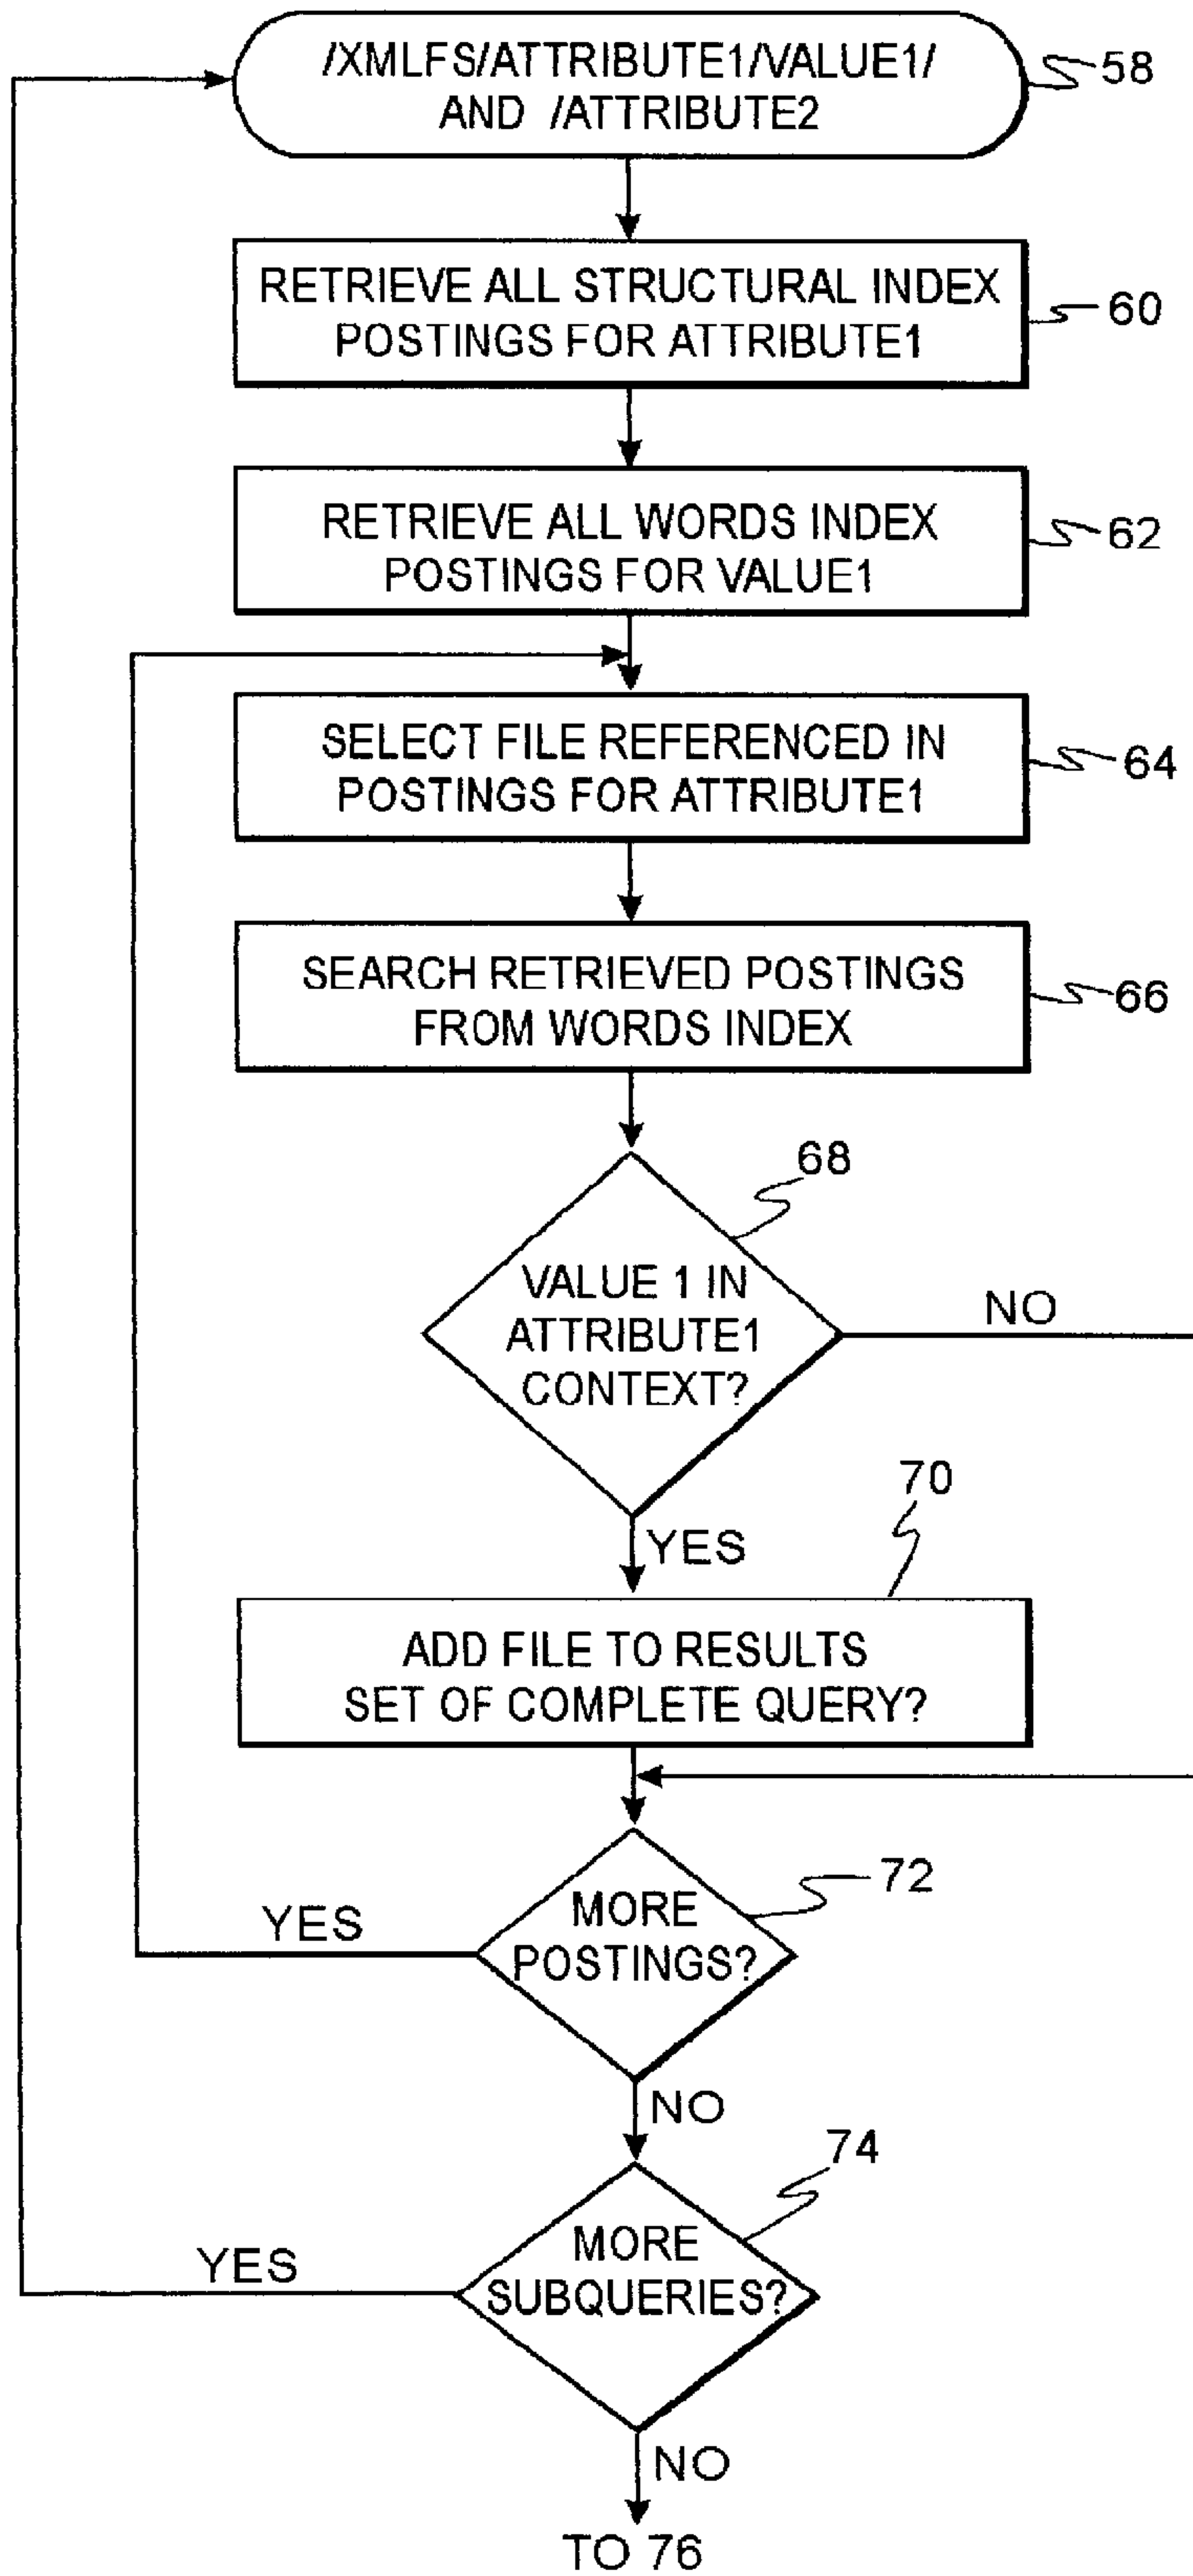 /XMLFS/ATTRIBUTE1/VALUE1/
AND /ATTRIBUTE2
58
RETRIEVE ALL STRUCTURAL INDEX
POSTINGS FOR ATTRIBUTE1
60
RETRIEVE ALL WORDS INDEX
POSTINGS FOR VALUE1
62
SELECT FILE REFERENCED IN
POSTINGS FOR ATTRIBUTE1
64
SEARCH RETRIEVED POSTINGS
FROM WORDS INDEX
66
68
VALUE 1 IN
ATTRIBUTE1
CONTEXT?
NO
YES
70
ADD FILE TO RESULTS
SET OF COMPLETE QUERY?
72
MORE
POSTINGS?
YES
NO
74
MORE
SUBQUERIES?
YES
NO
TO 76